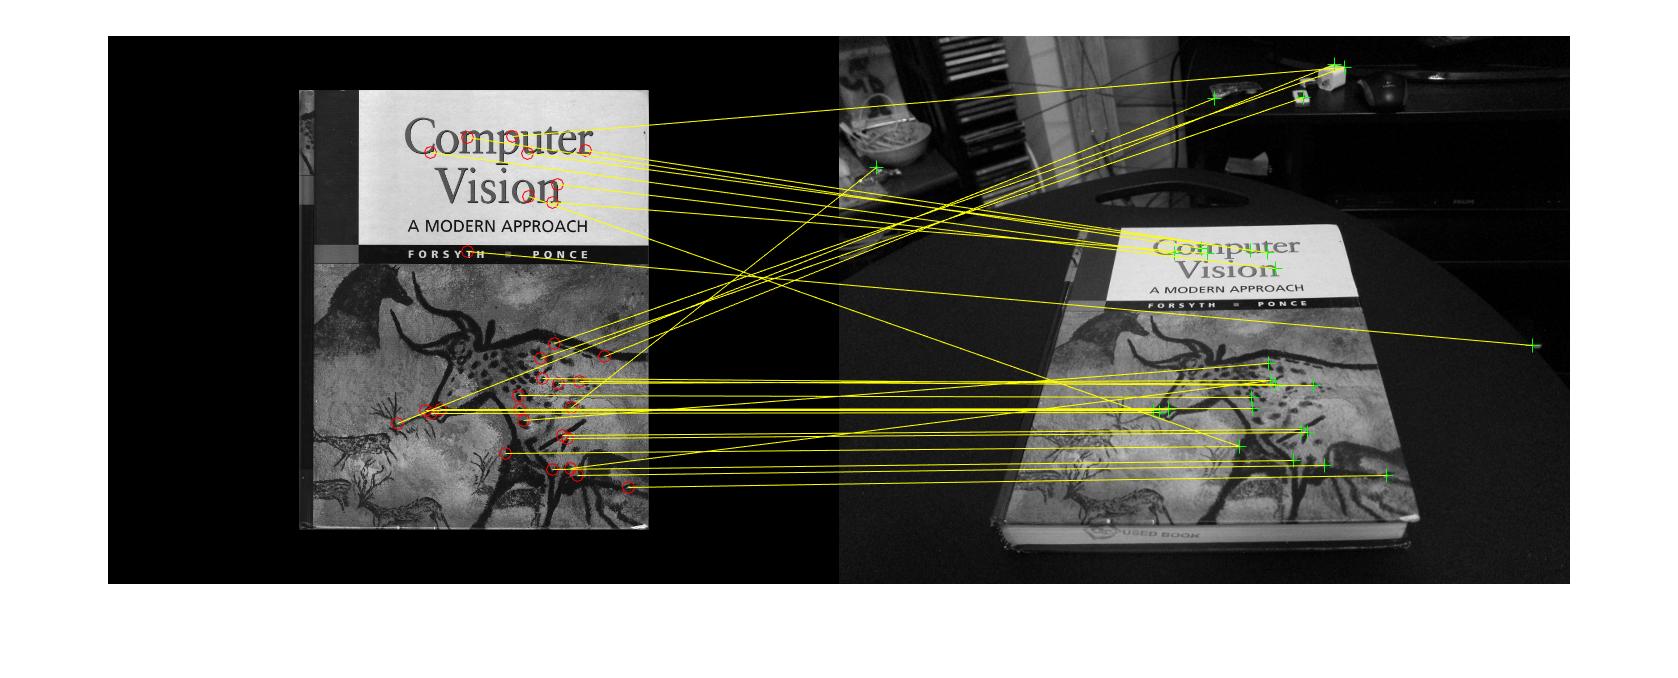 Computer
Vision
A MODERN APPROACH
FORSYTH PONCE
Computer
Vision
A MODERN APPROACH
FORSYTH PONCE
USED BOOK